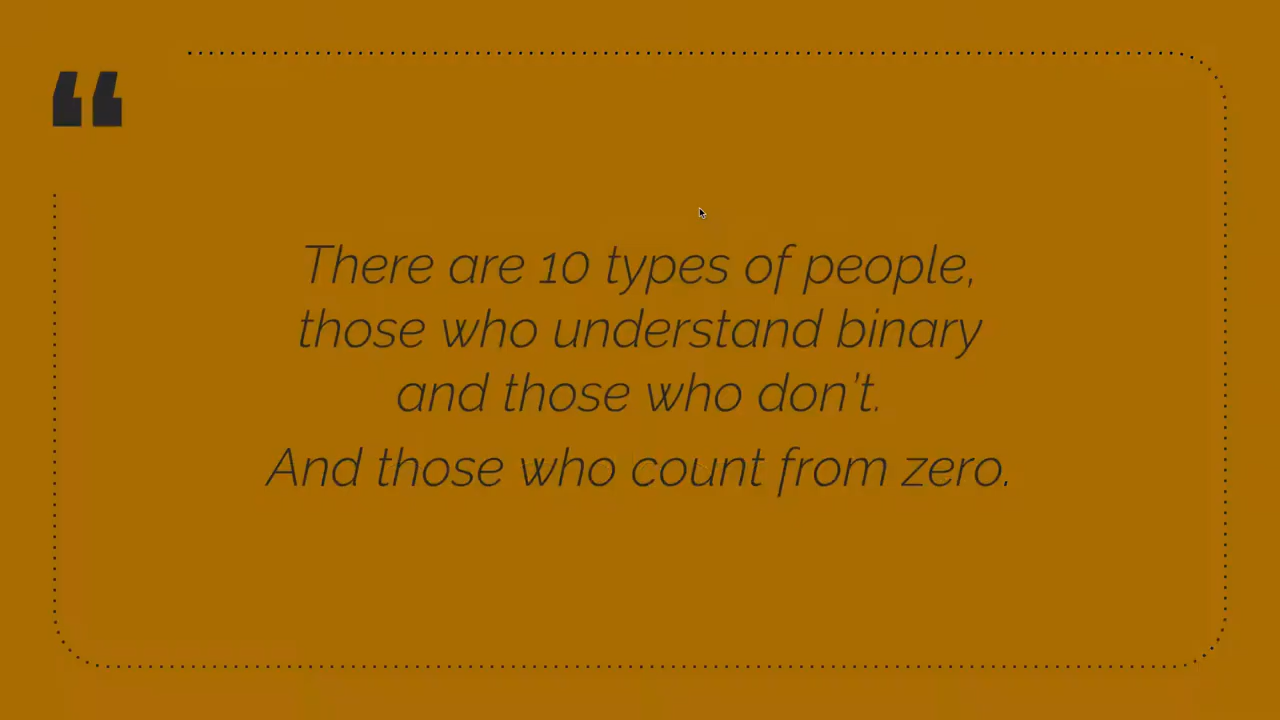 “
There are 10 types of people,
those who understand binary
and those who don’t.
And those who count from zero.